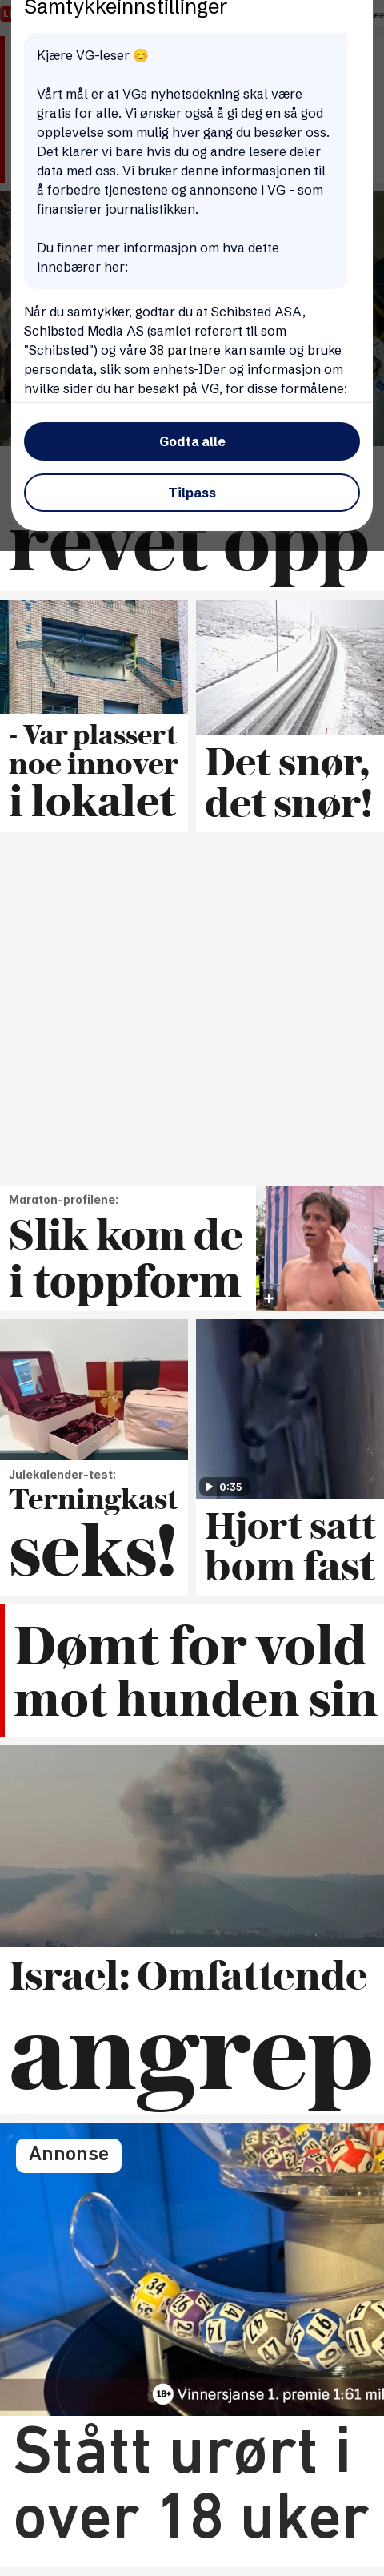 Samtykkeinnstillinger
Kjære VG-leser 😊
Vårt mål er at VGs nyhetsdekning skal være
gratis for alle. Vi ønsker også å gi deg en så god
opplevelse som mulig hver gang du besøker oss.
Det klarer vi bare hvis du og andre lesere deler
data med oss. Vi bruker denne informasjonen til
å forbedre tjenestene og annonsene i VG - som
finansierer journalistikken.
Du finner mer informasjon om hva dette
innebærer her:
Når du samtykker, godtar du at Schibsted ASA,
Schibsted Media AS (samlet referert til som
"Schibsted") og våre 38 partnere kan samle og bruke
persondata, slik som enhets-IDer og informasjon om
hvilke sider du har besøkt på VG, for disse formålene:
Godta alle
Tilpass
revet opp
- Var plassert
noe innover
i lokalet
Det snør,
det snør!
Maraton-profilene:
Slik kom de
i toppform
Julekalender-test:
Terningkast
seks!
0:35
Hjort satt
bom fast
Dømt for vold
mot hunden sin
Israel: Omfattende
angrep
Annonse
34
18+ Vinnersjanse 1. premie 1:61 mil
Stått urørt i
over 18 uker